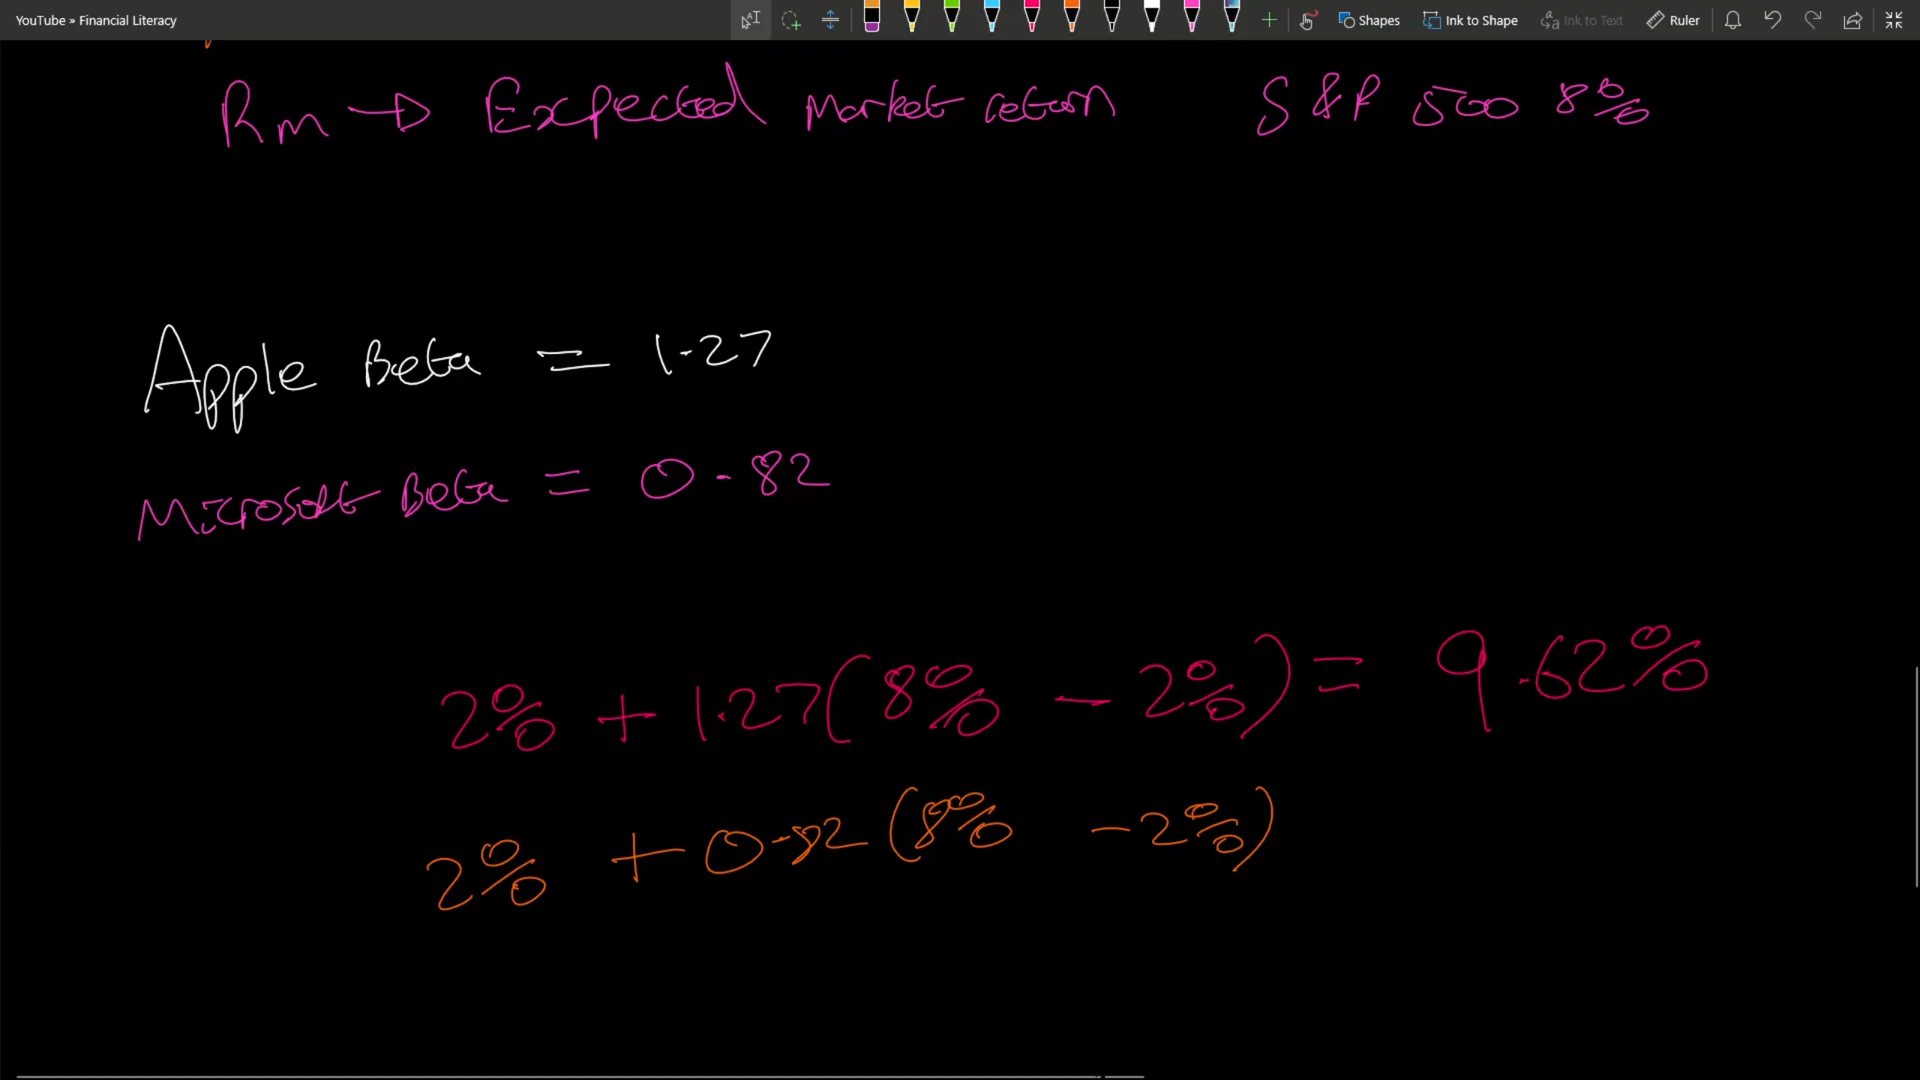 YouTube » Financial Literacy Shapes Ink to Shape Ink to Text Ruler
Rm → Expected Market return S&P 500 8%
Apple Beta = 1.27
Microsoft Beta = 0.82
2% + 1.27(8% - 2%) = 9.62%
2% + 0.82 (8% - 2%)